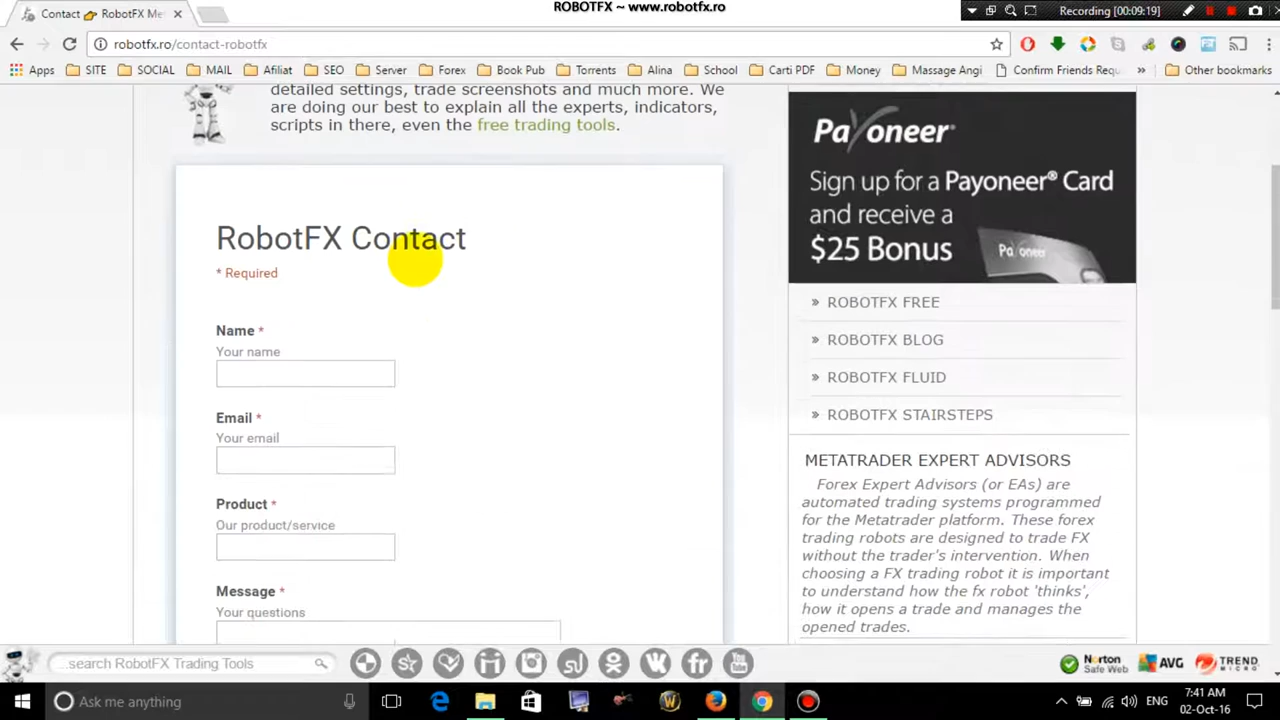 ROBOTFX ~ www.robotfx.ro
Contact 👉 RobotFX Me
Recording [00:09:19]
robotfx.ro/contact-robotfx
Apps SITE SOCIAL MAIL Afiliat SEO Server Forex Book Pub Torrents Alina School Carti PDF Money Massage Angi Confirm Friends Requ » Other bookmarks
detailed settings, trade screenshots and much more. We
are doing our best to explain all the experts, indicators,
scripts in there, even the free trading tools.
RobotFX Contact
* Required
Name *
Your name
Email *
Your email
Product *
Our product/service
Message *
Your questions
Payoneer
Sign up for a Payoneer® Card
and receive a
$25 Bonus
Payoneer
» ROBOTFX FREE
» ROBOTFX BLOG
» ROBOTFX FLUID
» ROBOTFX STAIRSTEPS
METATRADER EXPERT ADVISORS
Forex Expert Advisors (or EAs) are
automated trading systems programmed
for the Metatrader platform. These forex
trading robots are designed to trade FX
without the trader's intervention. When
choosing a FX trading robot it is important
to understand how the fx robot 'thinks',
how it opens a trade and manages the
opened trades.
...search RobotFX Trading Tools
You Tube
Norton
Safe Web
AVG
TREND
MICRO
Ask me anything
ENG
7:41 AM
02-Oct-16